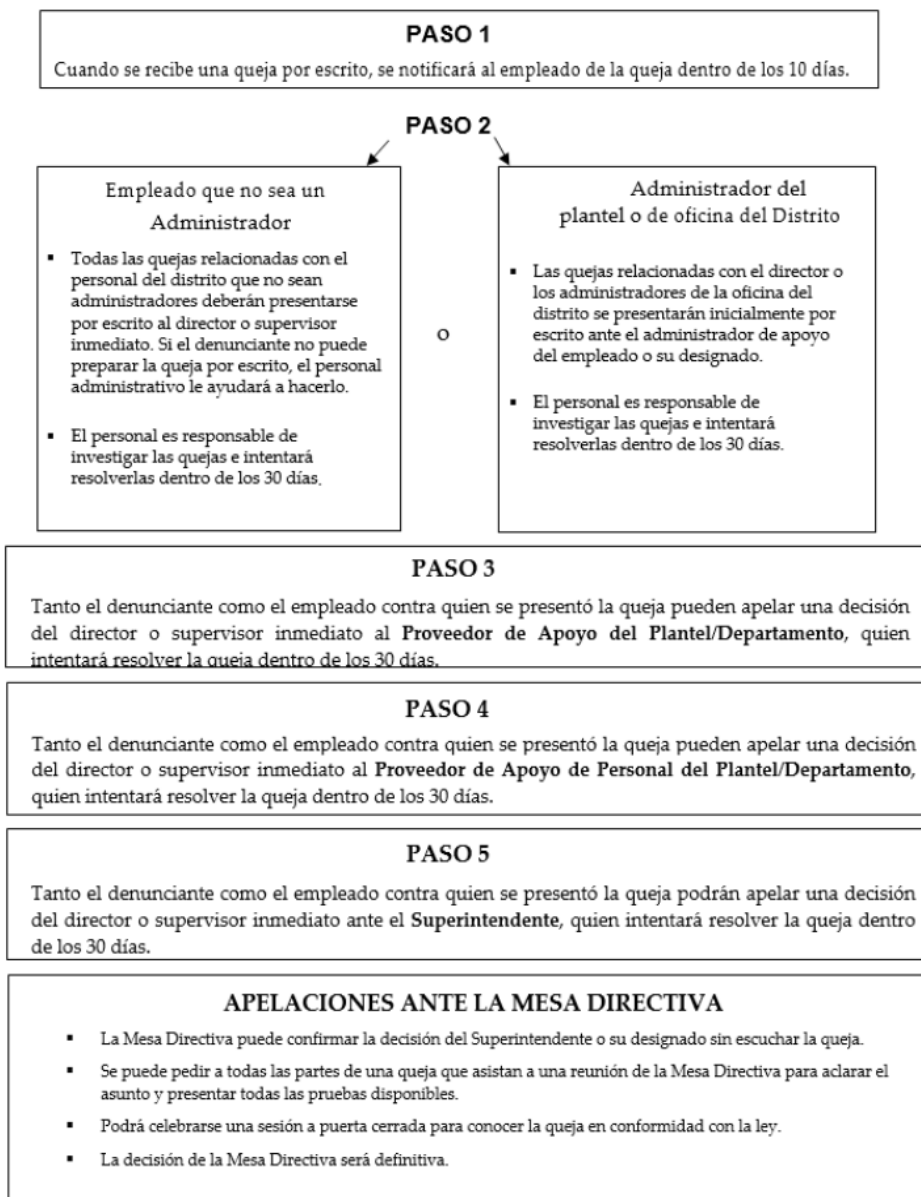 PASO 1
Cuando se recibe una queja por escrito, se notificará al empleado de la queja dentro de los 10 días.
PASO 2
Empleado que no sea un
Administrador
▪ Todas las quejas relacionadas con el
personal del distrito que no sean
administradores deberán presentarse
por escrito al director o supervisor
inmediato. Si el denunciante no puede
preparar la queja por escrito, el personal
administrativo le ayudará a hacerlo.
▪ El personal es responsable de
investigar las quejas e intentará
resolverlas dentro de los 30 días.
o
Administrador del
plantel o de oficina del Distrito
▪ Las quejas relacionadas con el director o
los administradores de la oficina del
distrito se presentarán inicialmente por
escrito ante el administrador de apoyo
del empleado o su designado.
▪ El personal es responsable de
investigar las quejas e intentará
resolverlas dentro de los 30 días.
PASO 3
Tanto el denunciante como el empleado contra quien se presentó la queja pueden apelar una decisión
del director o supervisor inmediato al Proveedor de Apoyo del Plantel/Departamento, quien
intentará resolver la queja dentro de los 30 días.
PASO 4
Tanto el denunciante como el empleado contra quien se presentó la queja pueden apelar una decisión
del director o supervisor inmediato al Proveedor de Apoyo de Personal del Plantel/Departamento,
quien intentará resolver la queja dentro de los 30 días.
PASO 5
Tanto el denunciante como el empleado contra quien se presentó la queja podrán apelar una decisión
del director o supervisor inmediato ante el Superintendente, quien intentará resolver la queja dentro
de los 30 días.
APELACIONES ANTE LA MESA DIRECTIVA
▪ La Mesa Directiva puede confirmar la decisión del Superintendente o su designado sin escuchar la queja.
▪ Se puede pedir a todas las partes de una queja que asistan a una reunión de la Mesa Directiva para aclarar el
asunto y presentar todas las pruebas disponibles.
▪ Podrá celebrarse una sesión a puerta cerrada para conocer la queja en conformidad con la ley.
▪ La decisión de la Mesa Directiva será definitiva.